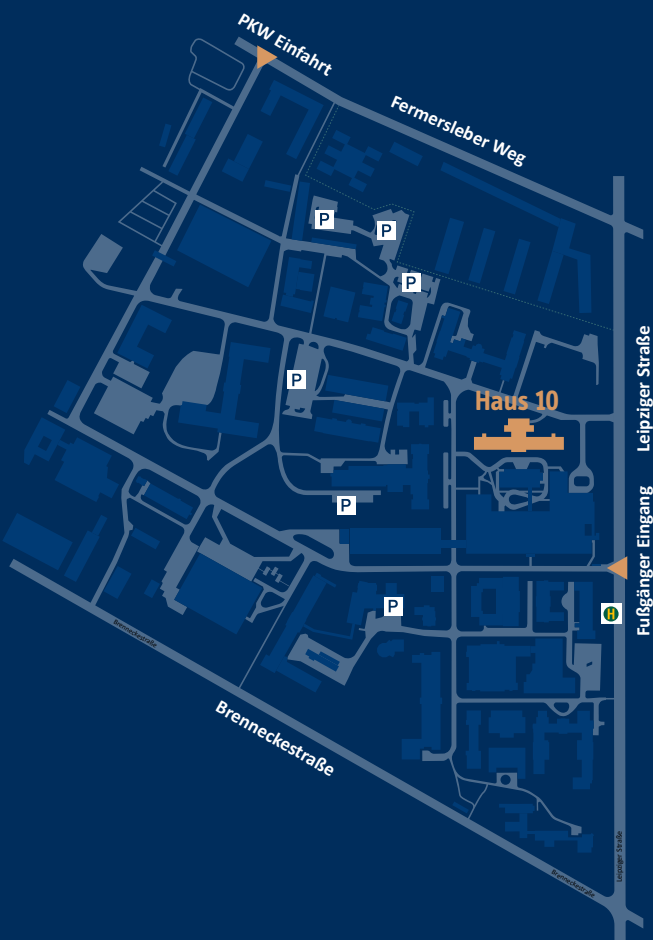 PKW Einfahrt
Fermersleber Weg
P
P
P
Leipziger Straße
P
Haus 10
P
Fußgänger Eingang
P
H
Brenneckestraße
Brenneckestraße
Leipziger Straße
Brenneckestraße